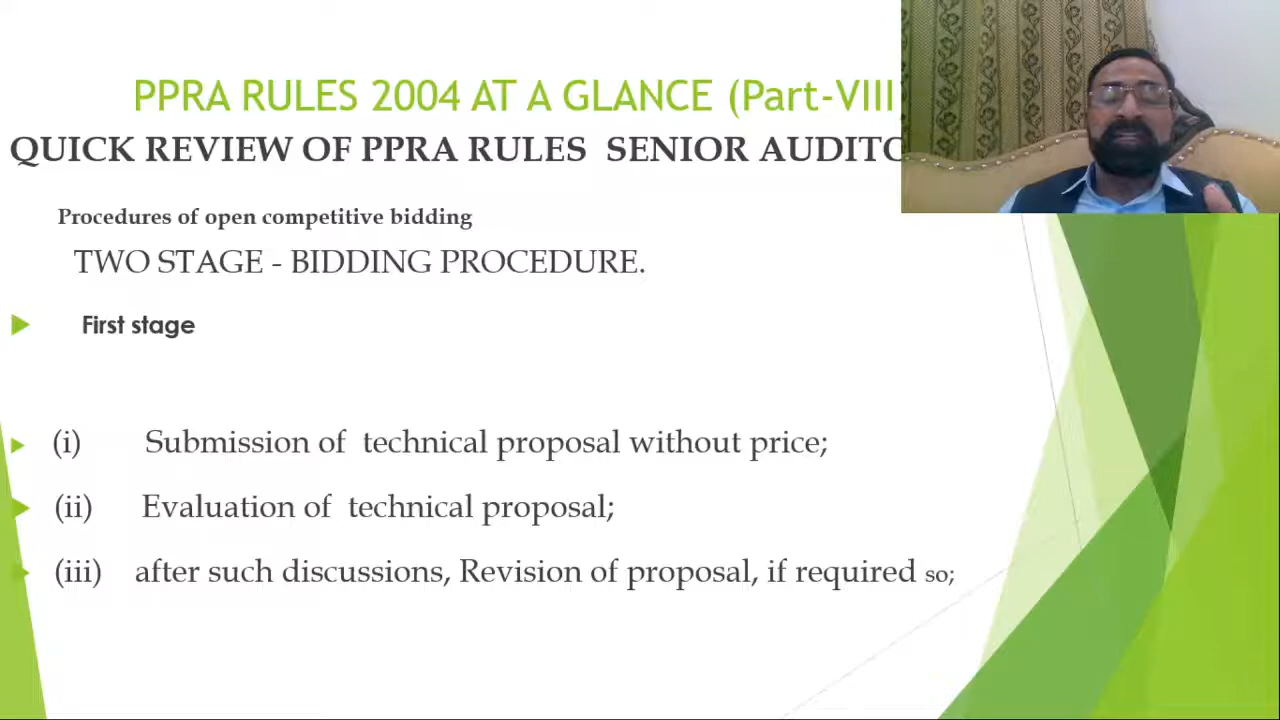 PPRA RULES 2004 AT A GLANCE (Part-VIII
QUICK REVIEW OF PPRA RULES SENIOR AUDITO
Procedures of open competitive bidding
TWO STAGE - BIDDING PROCEDURE.
First stage
(i) Submission of technical proposal without price;
(ii) Evaluation of technical proposal;
(iii) after such discussions, Revision of proposal, if required so;